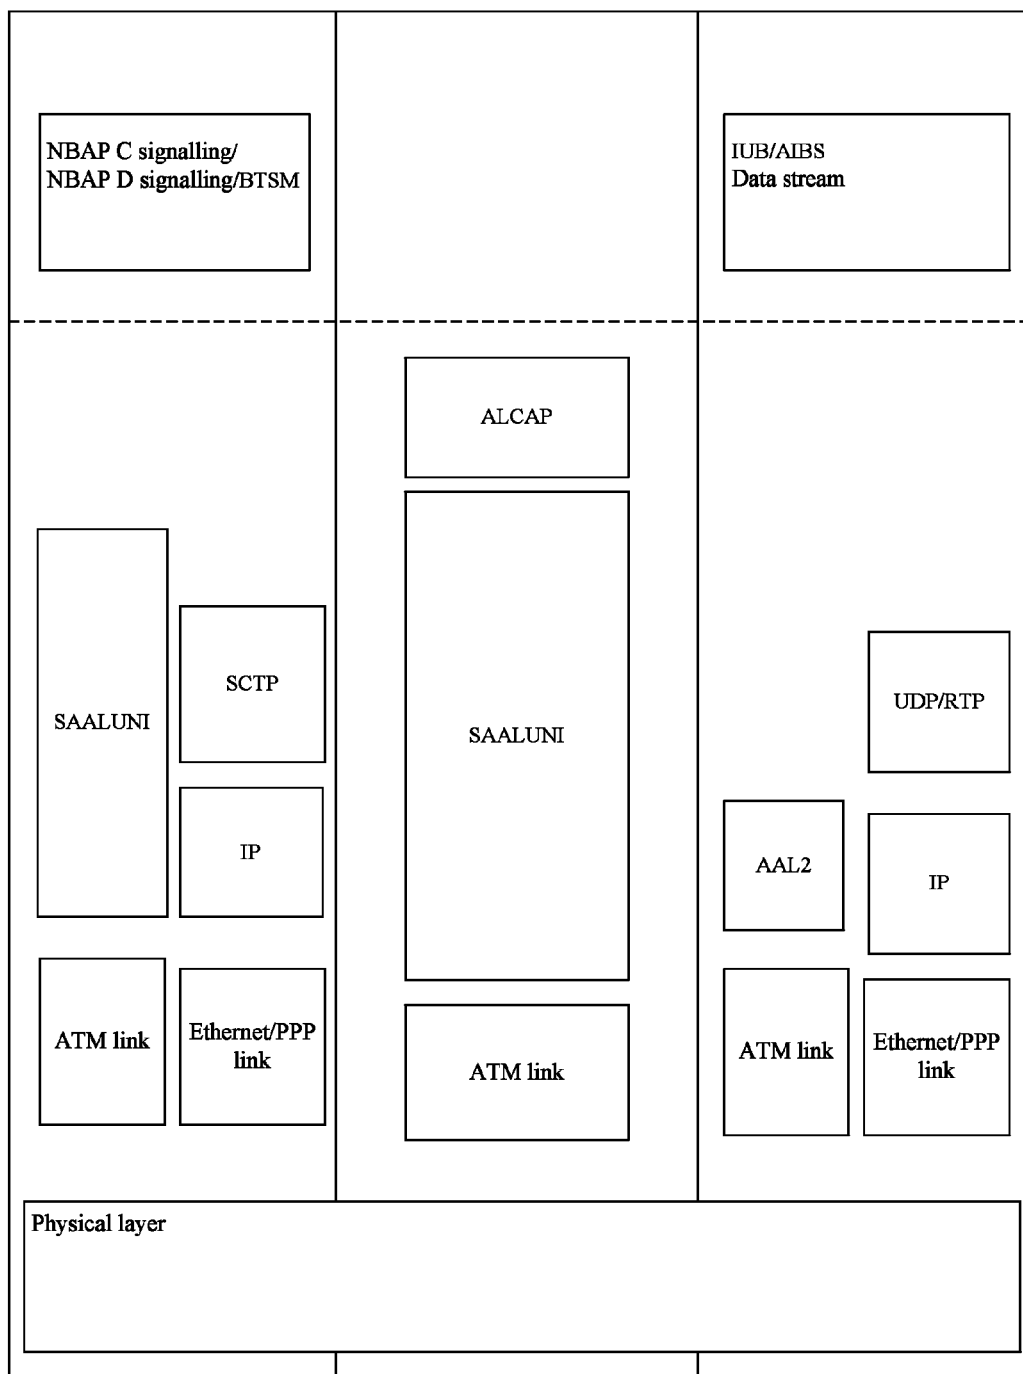 NBAP C signalling/
NBAP D signalling/BTSM
IUB/AIBS
Data stream
ALCAP
SAALUNI
SCTP
IP
SAALUNI
UDP/RTP
AAL2
IP
ATM link
Ethernet/PPP
link
ATM link
ATM link
Ethernet/PPP
link
Physical layer